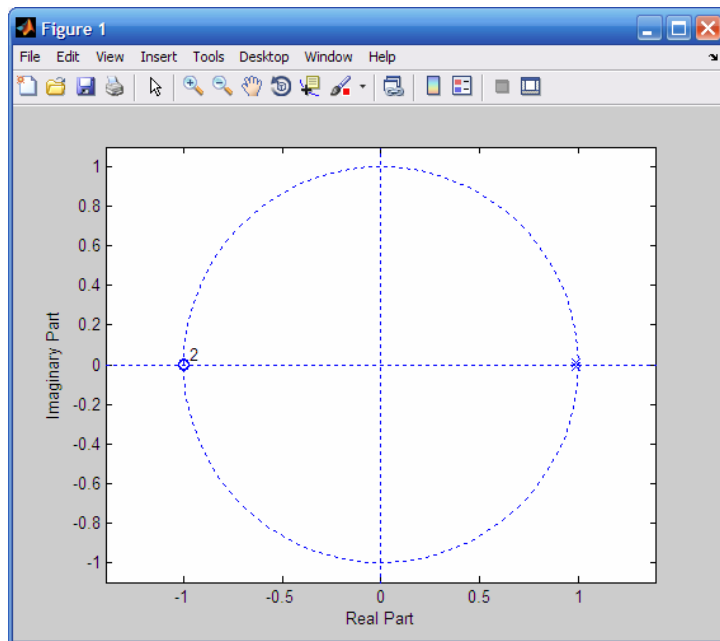 Figure 1
File Edit View Insert Tools Desktop Window Help
1
0.8
0.6
0.4
0.2
0
-0.2
-0.4
-0.6
-0.8
-1
Imaginary Part
2
-1 -0.5 0 0.5 1
Real Part